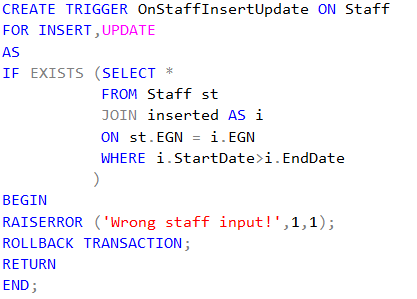 CREATE TRIGGER OnStaffInsertUpdate ON Staff
FOR INSERT,UPDATE
AS
IF EXISTS (SELECT *
FROM Staff st
JOIN inserted AS i
ON st.EGN = i.EGN
WHERE i.StartDate>i.EndDate
)
BEGIN
RAISERROR ('Wrong staff input!',1,1);
ROLLBACK TRANSACTION;
RETURN
END;